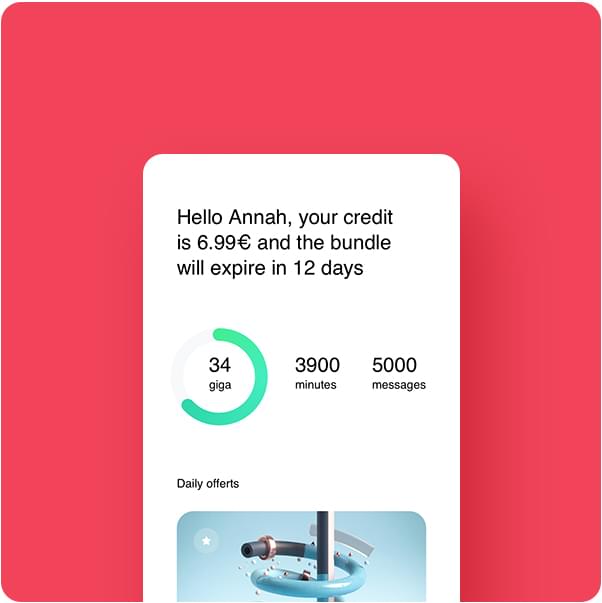 Hello Annah, your credit
is 6.99€ and the bundle
will expire in 12 days
34
giga
3900
minutes
5000
messages
Daily offerts